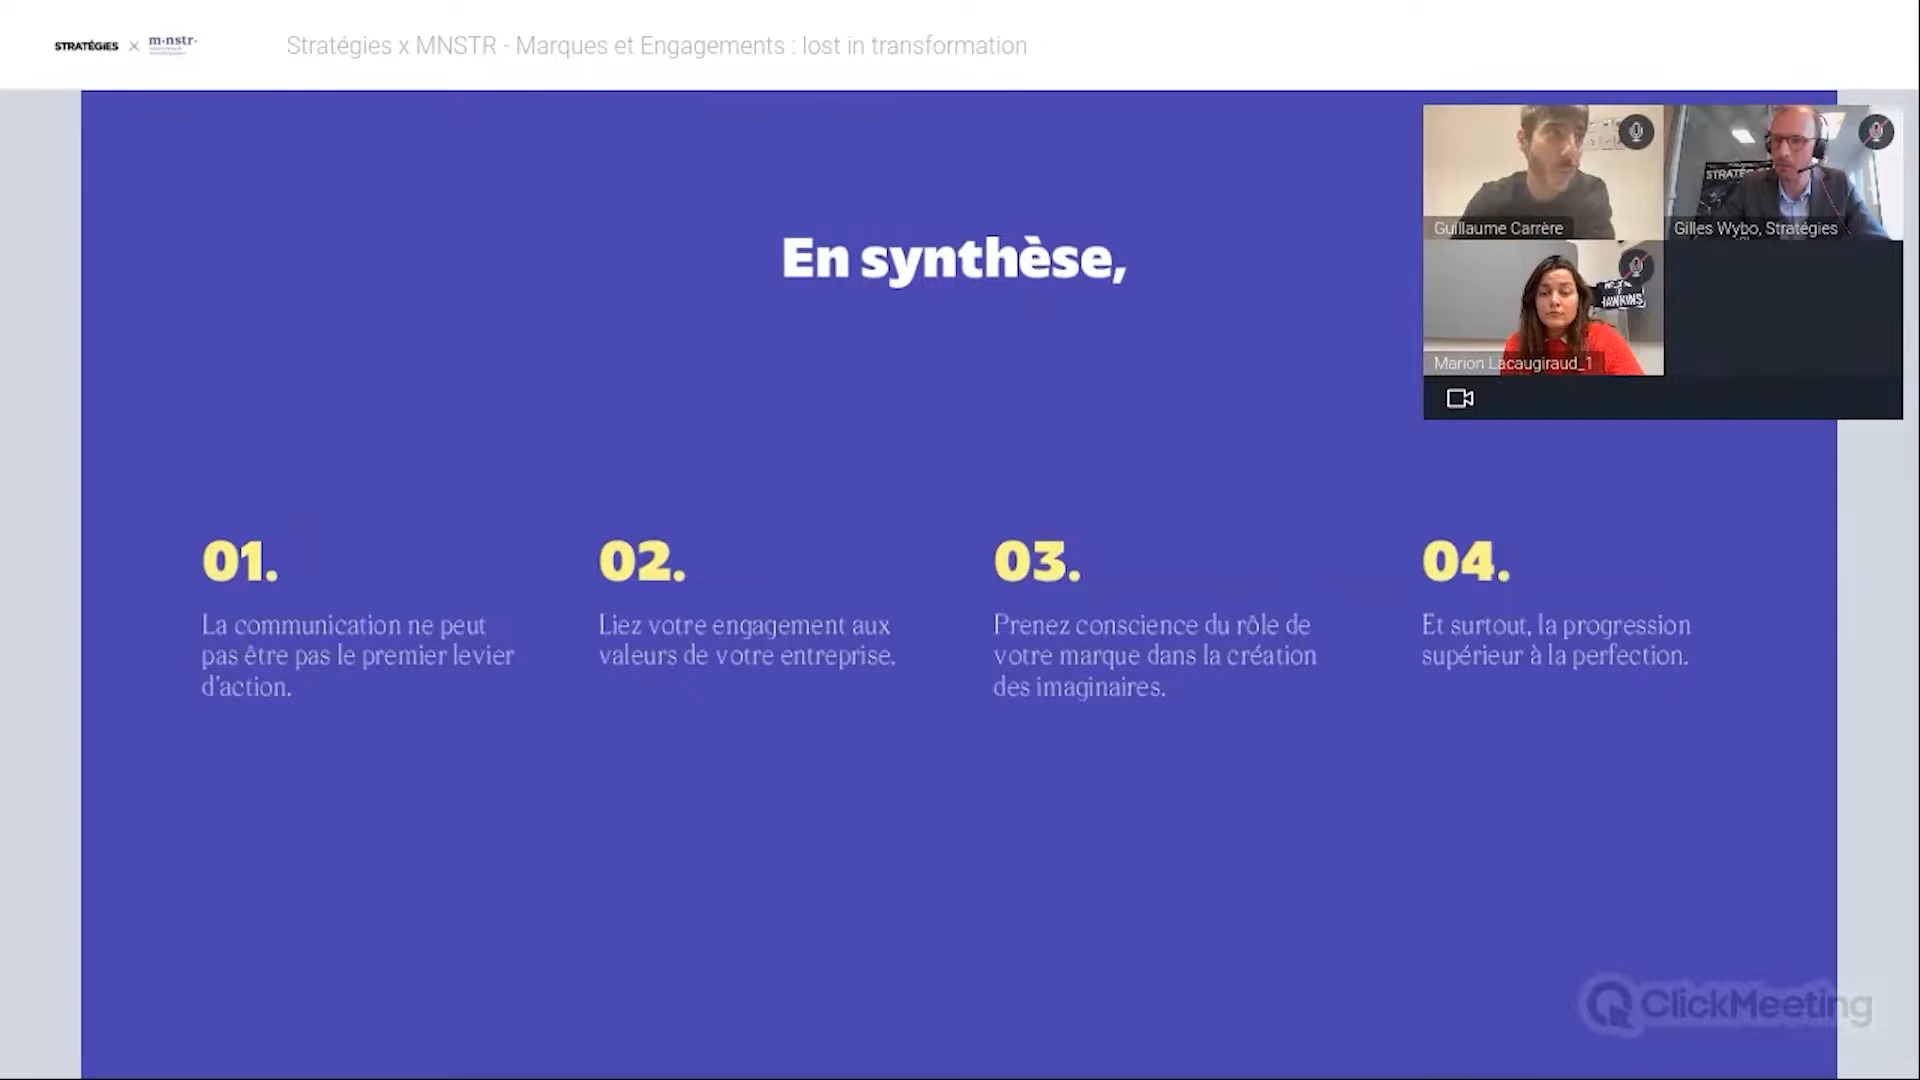 STRATÉGIES × m·nstr·
Stratégies x MNSTR - Marques et Engagements : lost in transformation
Guillaume Carrère
Gilles Wybo, Stratégies
HAWKINS
Marion Lacaugiraud_1
En synthèse,
01.
La communication ne peut
pas être pas le premier levier
d'action.
02.
Liez votre engagement aux
valeurs de votre entreprise.
03.
Prenez conscience du rôle de
votre marque dans la création
des imaginaires.
04.
Et surtout, la progression
supérieur à la perfection.
ClickMeeting